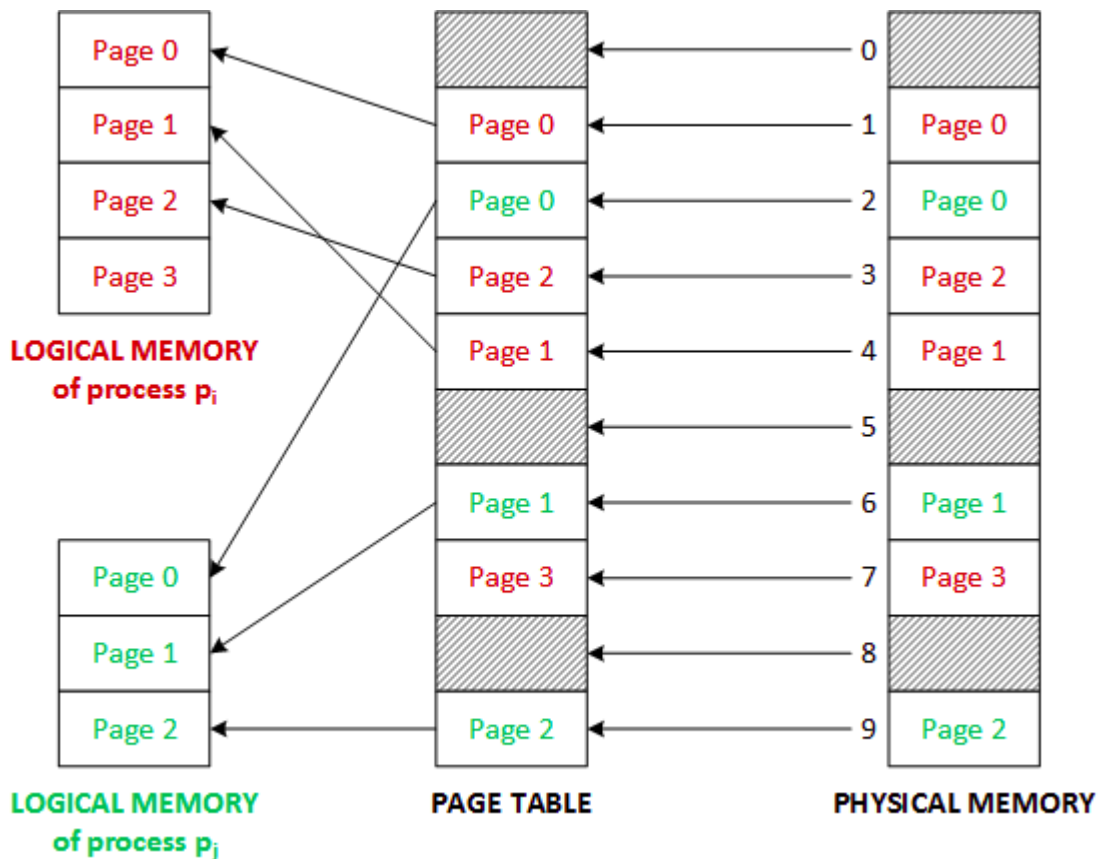 Page 0
Page 1
Page 2
Page 3
LOGICAL MEMORY
of process pᵢ
Page 0
Page 1
Page 2
LOGICAL MEMORY
of process pⱼ
Page 0
Page 0
Page 2
Page 1
Page 1
Page 3
Page 2
PAGE TABLE
0
1
2
3
4
5
6
7
8
9
Page 0
Page 0
Page 2
Page 1
Page 1
Page 3
Page 2
PHYSICAL MEMORY